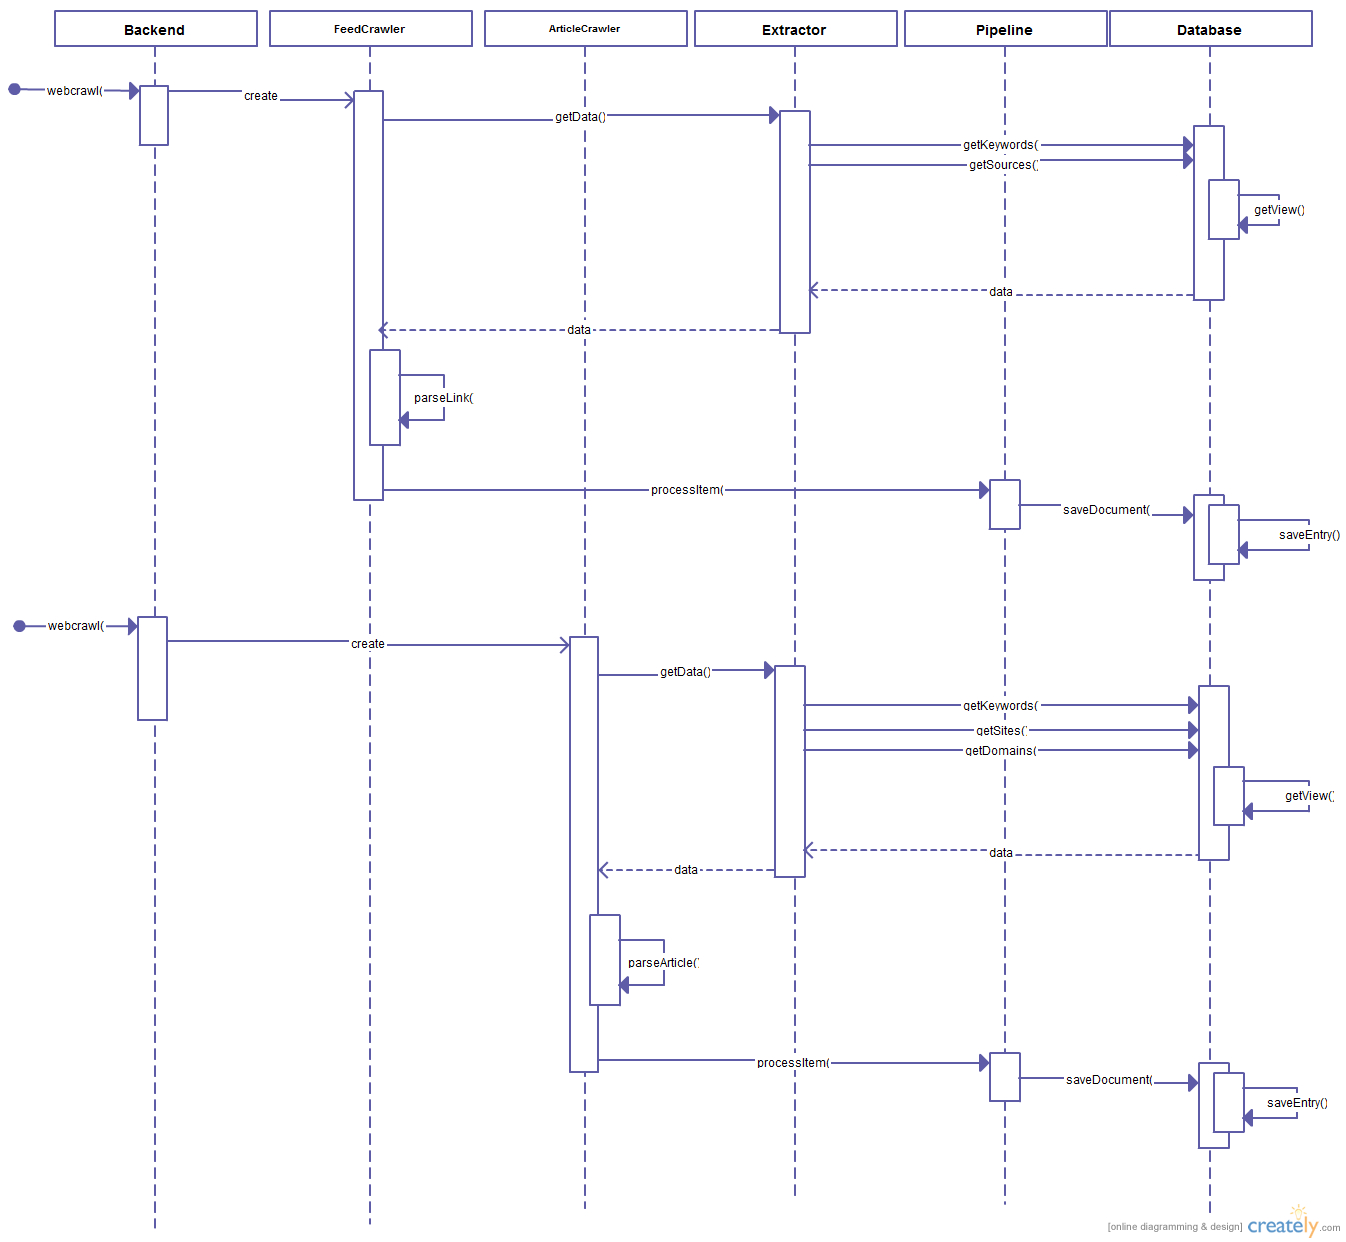 Backend
FeedCrawler
ArticleCrawler
Extractor
Pipeline
Database
webcrawl(
create
getData()
getKeywords(
getSources()
getView()
data
data
parseLink(
processItem(
saveDocument(
saveEntry()
webcrawl(
create
getData()
getKeywords(
getSites()
getDomains(
getView()
data
data
parseArticle()
processItem(
saveDocument(
saveEntry()
[online diagramming & design] creately.com